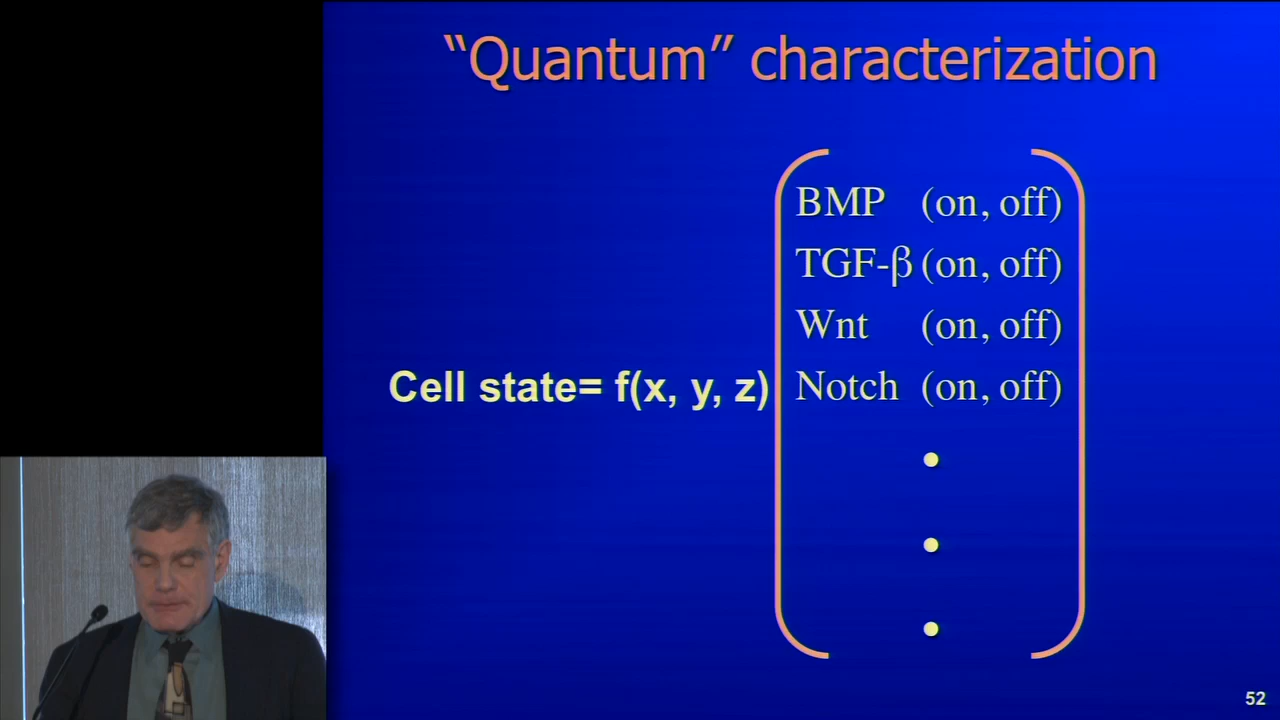 “Quantum” characterization
BMP (on, off)
TGF-β (on, off)
Wnt (on, off)
Cell state= f(x, y, z) Notch (on, off)
52